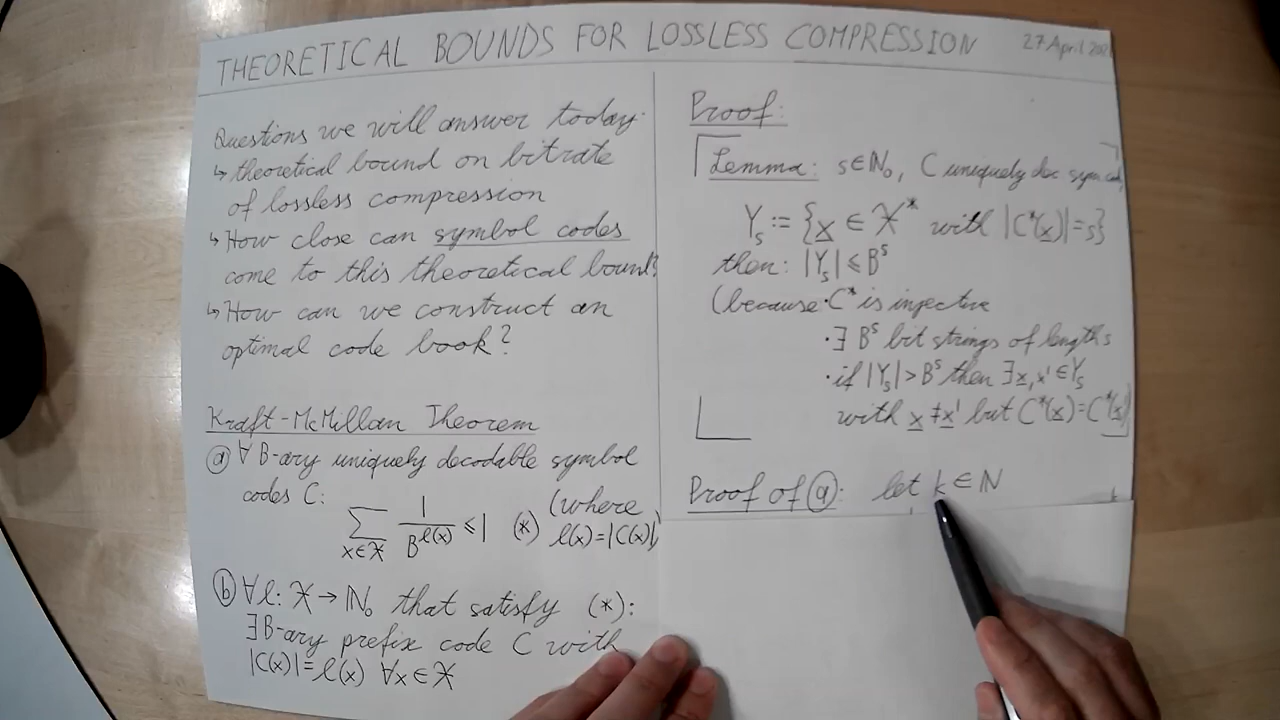 THEORETICAL BOUNDS FOR LOSSLESS COMPRESSION
27 April
Questions we will answer today:
↳ theoretical bound on bitrate
of lossless compression
↳ How close can symbol codes
come to this theoretical bound?
↳ How can we construct an
optimal code book?
Kraft-McMillan Theorem
ⓐ ∀ B-ary uniquely decodable symbol
codes C:
∑_{x∈𝒳} 1/B^{ℓ(x)} ≤ 1 (*) (where
ℓ(x)=|C(x)|)
ⓑ ∀ℓ: 𝒳→ℕ₀ that satisfy (*):
∃B-ary prefix code C with
|C(x)|=ℓ(x) ∀x∈𝒳
Proof:
Lemma: s∈ℕ₀, C uniquely dec sym code,
Yₛ := {x ∈ 𝒳* with |C*(x)|=s}
then: |Yₛ| ≤ Bˢ
(because · C* is injective
· ∃ Bˢ bit strings of length s
· if |Yₛ| > Bˢ then ∃x,x' ∈ Yₛ
with x ≠ x' but C*(x)=C*(x')
Proof of ⓐ: let k ∈ ℕ